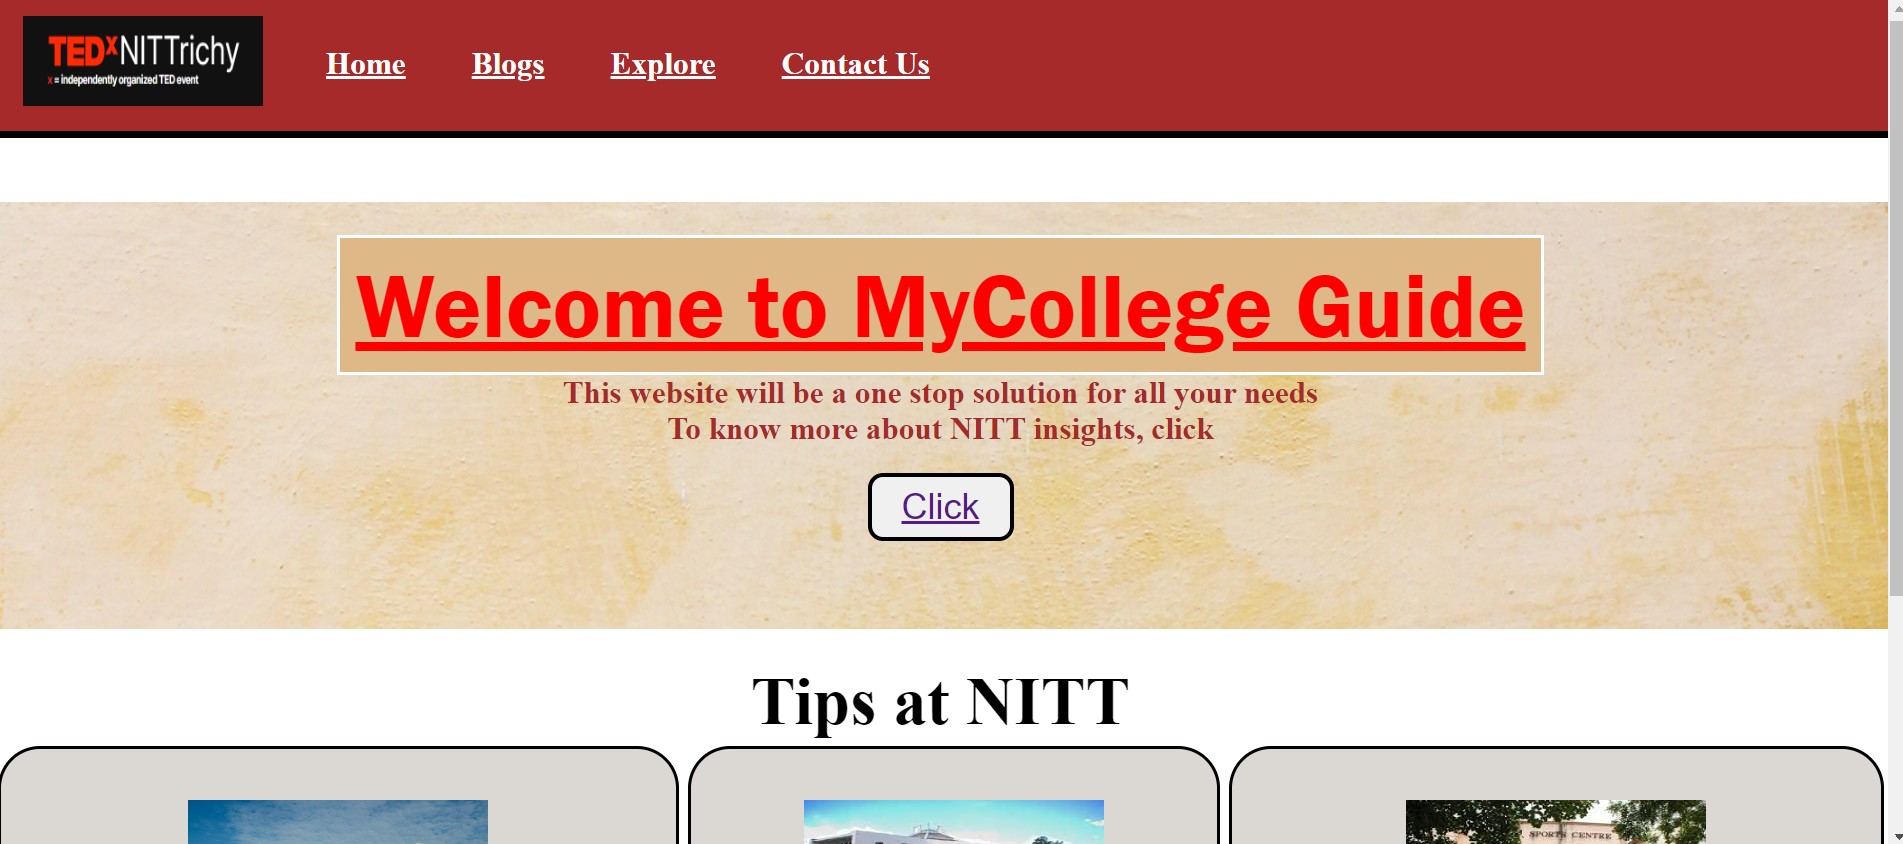 TEDxNITTrichy
x = independently organized TED event
Home Blogs Explore Contact Us
Welcome to MyCollege Guide
This website will be a one stop solution for all your needs
To know more about NITT insights, click
Click
Tips at NITT
SPORTS CENTRE